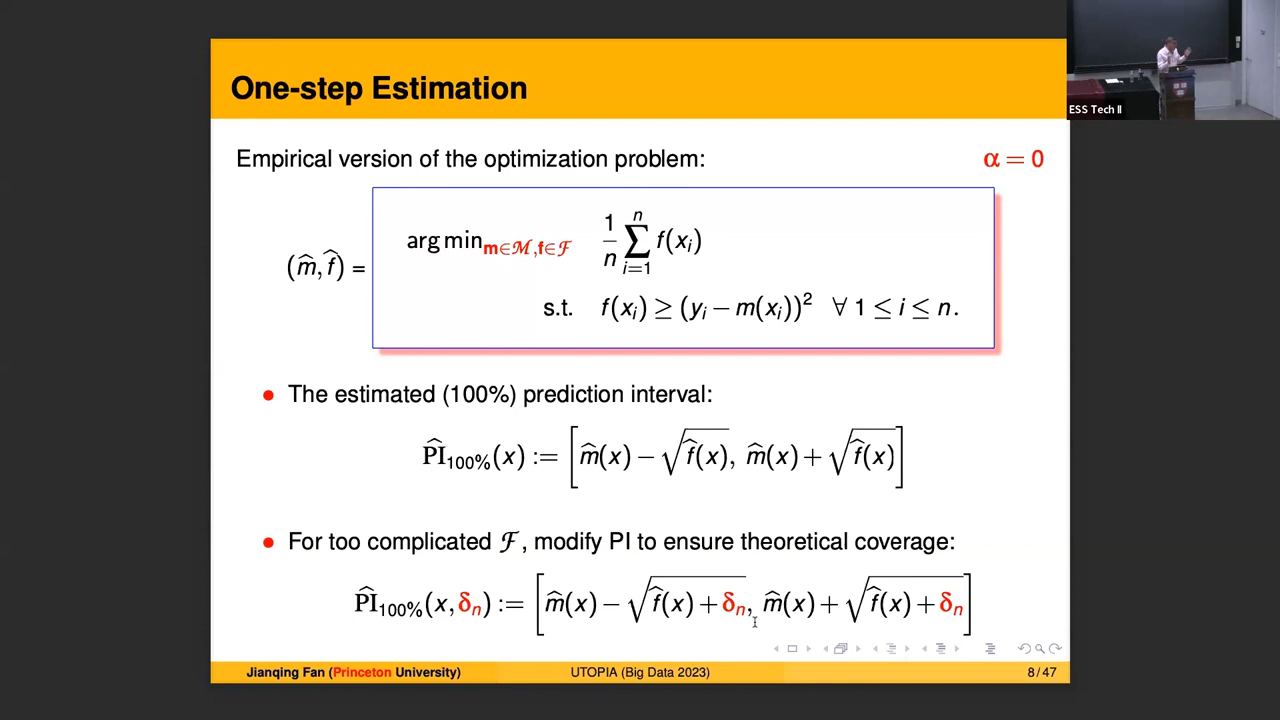 One-step Estimation
ESS Tech II
Empirical version of the optimization problem: α = 0
(m̂, f̂) = arg min_{m∈ℳ,f∈ℱ} 1/n ∑_{i=1}^{n} f(x_i)
s.t. f(x_i) ≥ (y_i − m(x_i))² ∀ 1 ≤ i ≤ n.
• The estimated (100%) prediction interval:
P̂I_{100%}(x) := [m̂(x) − √f̂(x), m̂(x) + √f̂(x)]
• For too complicated ℱ, modify PI to ensure theoretical coverage:
P̂I_{100%}(x, δ_n) := [m̂(x) − √(f̂(x) + δ_n), m̂(x) + √(f̂(x) + δ_n)]
Jianqing Fan (Princeton University) UTOPIA (Big Data 2023) 8 / 47